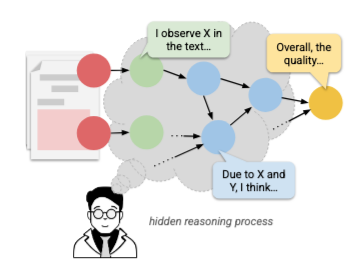 I observe X in
the text...
Overall, the
quality...
Due to X and
Y, I think...
hidden reasoning process